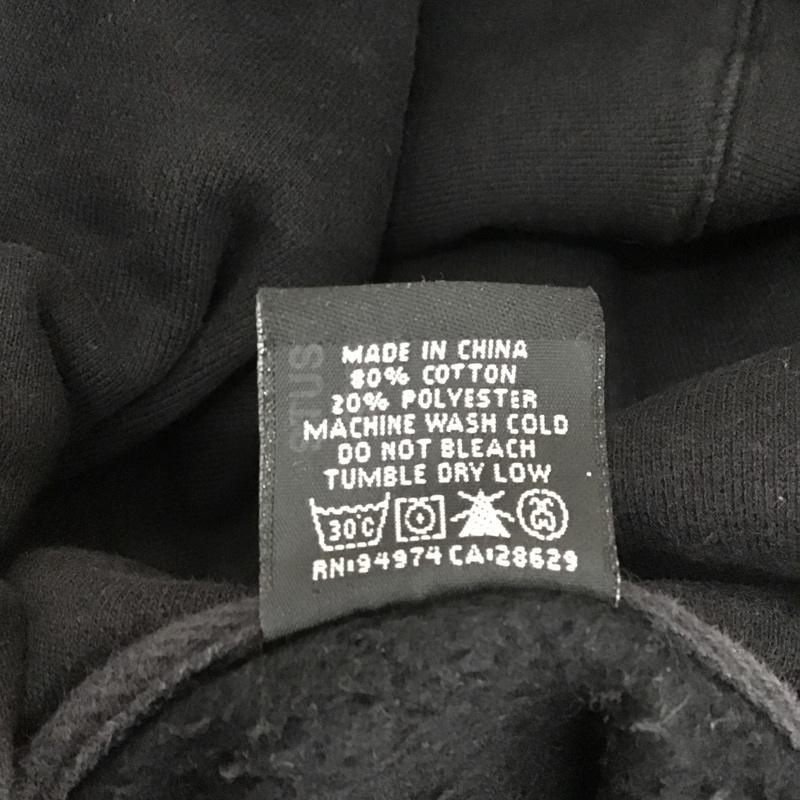 MADE IN CHINA
80% COTTON
20% POLYESTER
MACHINE WASH COLD
DO NOT BLEACH
TUMBLE DRY LOW
30°C
RN:94974 CA:28629